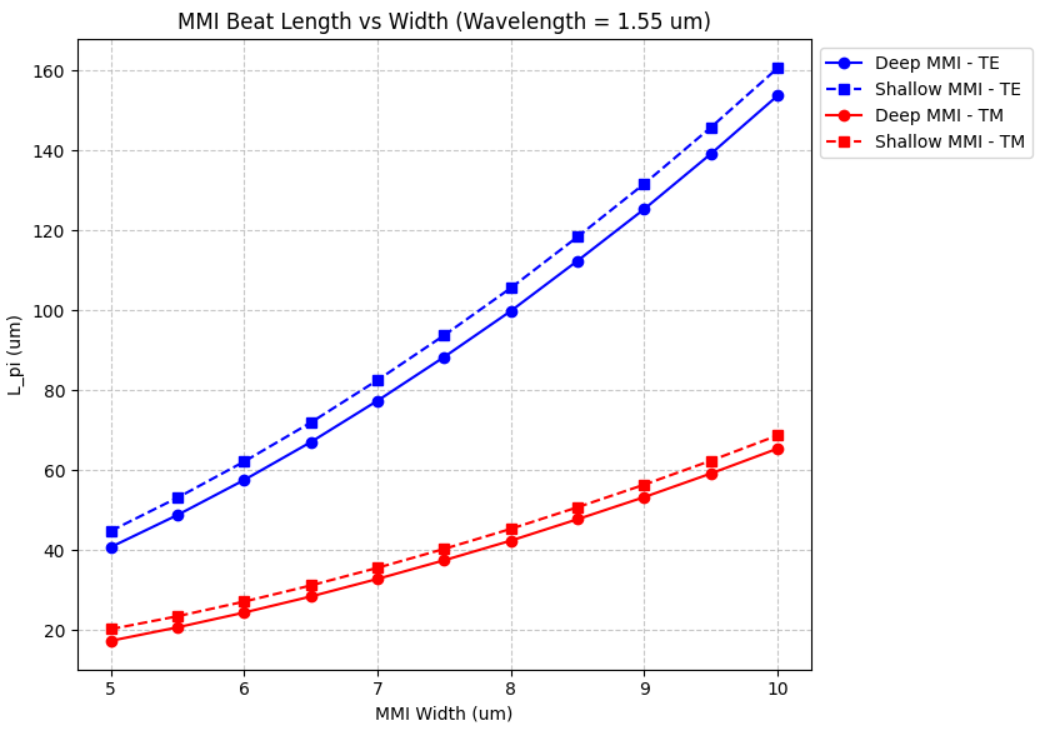 MMI Beat Length vs Width (Wavelength = 1.55 um)
Deep MMI - TE
Shallow MMI - TE
Deep MMI - TM
Shallow MMI - TM
160
140
120
100
80
60
40
20
L_pi (um)
5 6 7 8 9 10
MMI Width (um)